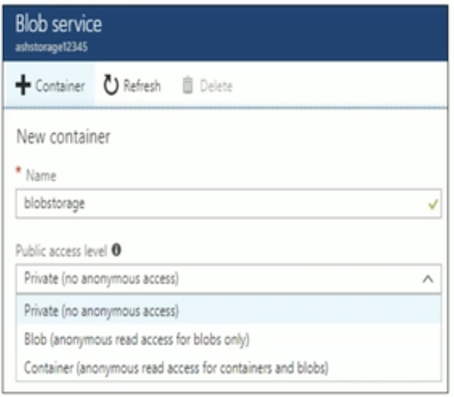 Blob service
ashstorage12345
Container Refresh Delete
New container
* Name
blobstorage
Public access level
Private (no anonymous access)
Private (no anonymous access)
Blob (anonymous read access for blobs only)
Container (anonymous read access for containers and blobs)